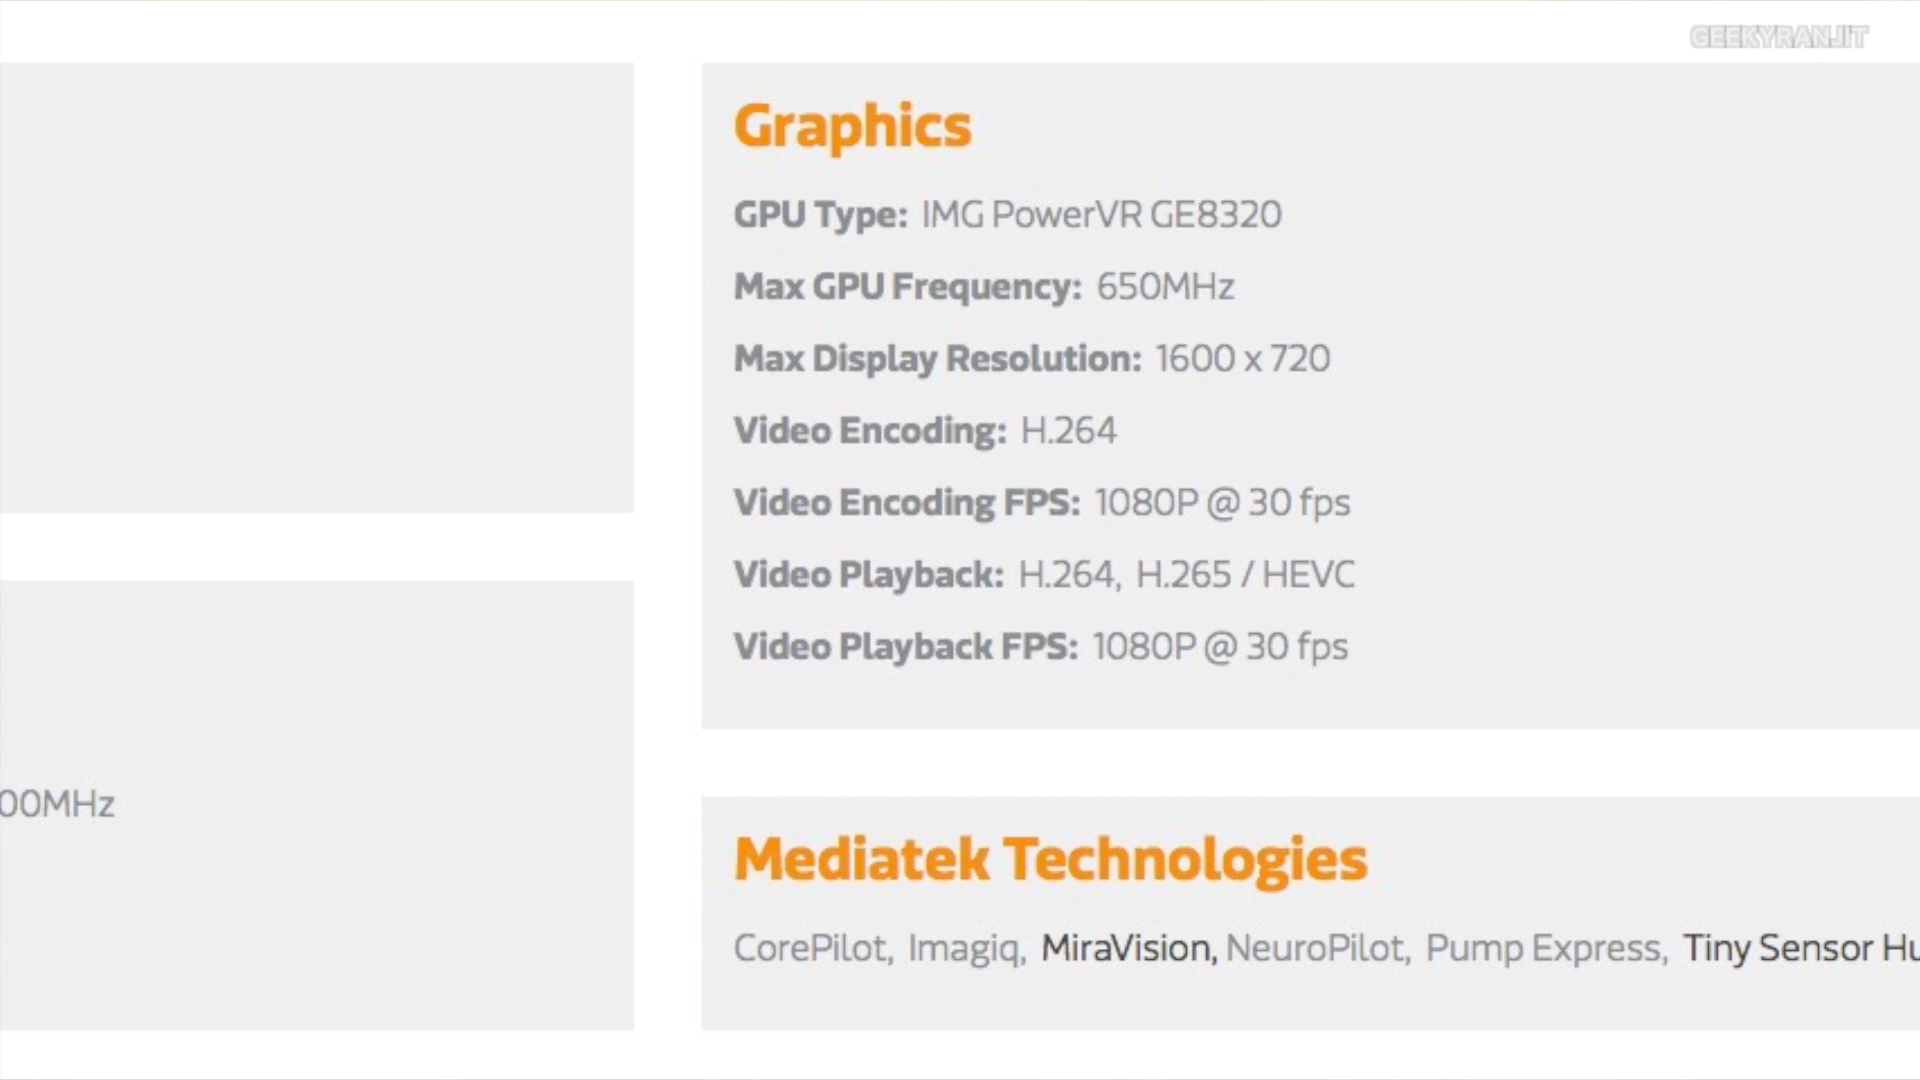 GEEKYRANJIT
Graphics
GPU Type: IMG PowerVR GE8320
Max GPU Frequency: 650MHz
Max Display Resolution: 1600 x 720
Video Encoding: H.264
Video Encoding FPS: 1080P @ 30 fps
Video Playback: H.264, H.265 / HEVC
Video Playback FPS: 1080P @ 30 fps
00MHz
Mediatek Technologies
CorePilot, Imagiq, MiraVision, NeuroPilot, Pump Express, Tiny Sensor Hu